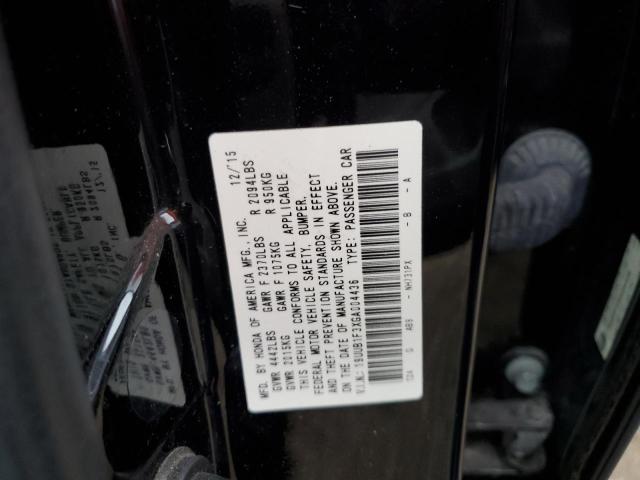 MFD. BY HONDA OF AMERICA MFG., INC. 12/15
GVWR 4442LBS GAWR F 2370LBS R 2094LBS
GVWR 2015KG GAWR F 1075KG R 950KG
THIS VEHICLE CONFORMS TO ALL APPLICABLE
FEDERAL MOTOR VEHICLE SAFETY, BUMPER,
AND THEFT PREVENTION STANDARDS IN EFFECT
ON THE DATE OF MANUFACTURE SHOWN ABOVE.
V.I.N.: 19UUB1F3XGA004436 TYPE: PASSENGER CAR
NH731PX - B - A